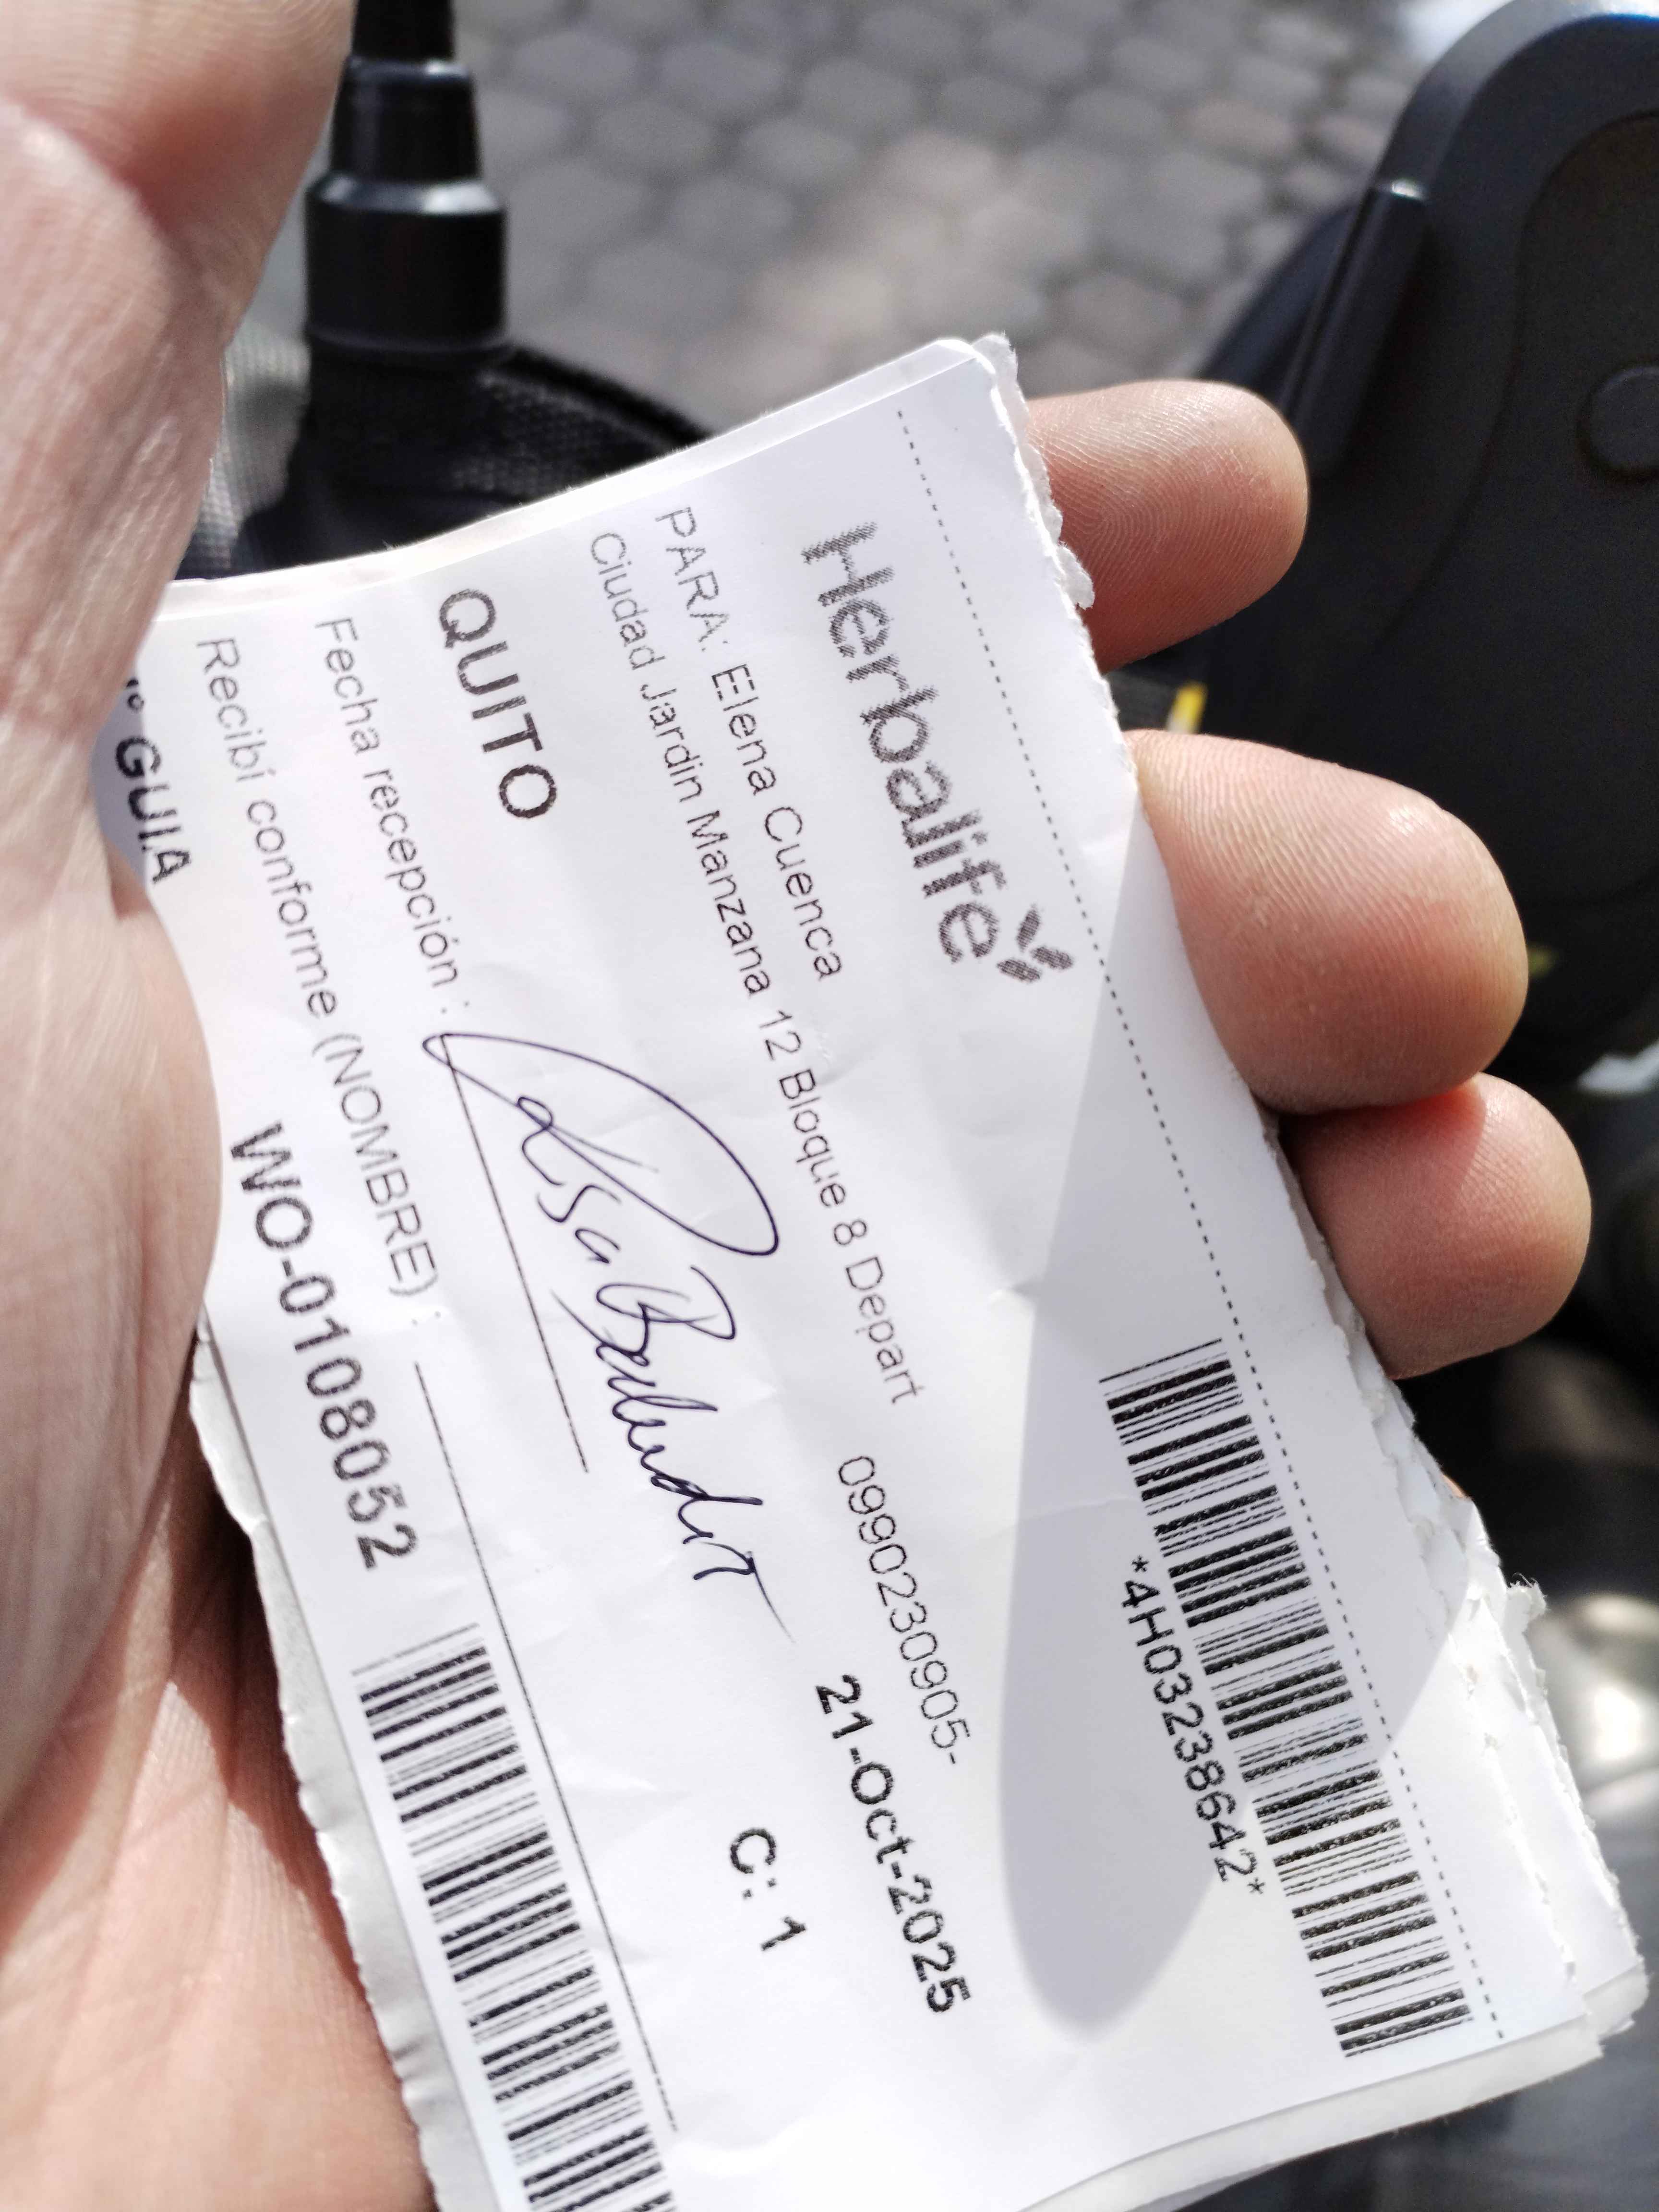 Herbalife
*4H03238642*
PARA: Elena Cuenca
Ciudad Jardin Manzana 12 Bloque 8 Depart
0990230905-
QUITO
21-Oct-2025
C: 1
Fecha recepción :
Recibí conforme (NOMBRE) :
GUIA
WO-0108052